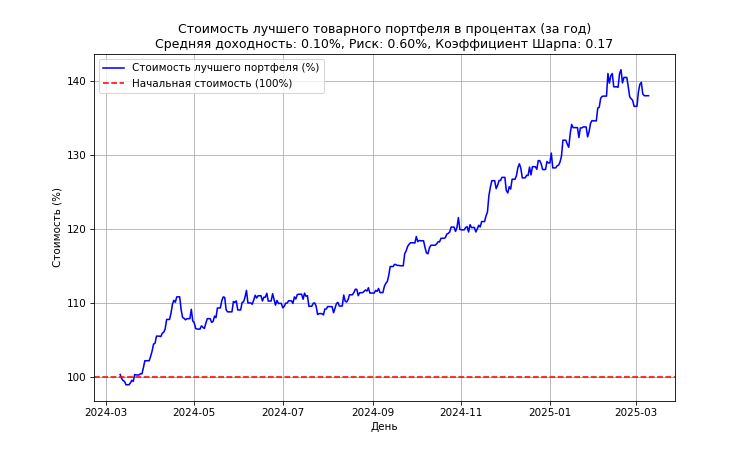 Стоимость лучшего товарного портфеля в процентах (за год)
Средняя доходность: 0.10%, Риск: 0.60%, Коэффициент Шарпа: 0.17
Стоимость лучшего портфеля (%)
Начальная стоимость (100%)
Стоимость (%)
140
130
120
110
100
2024-03
2024-05
2024-07
2024-09
2024-11
2025-01
2025-03
День